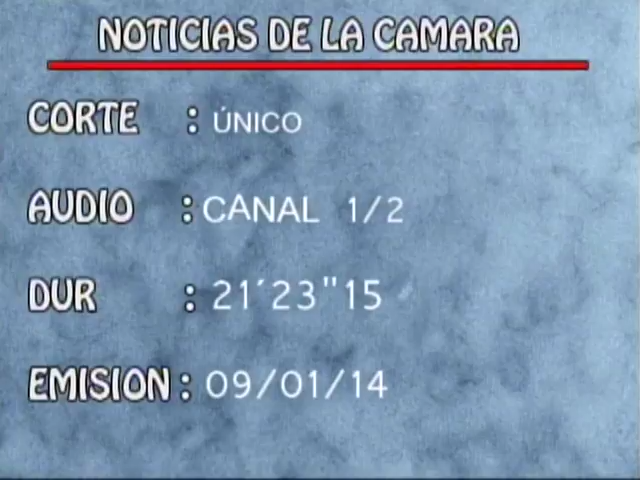 NOTICIAS DE LA CAMARA
CORTE : ÚNICO
AUDIO : CANAL 1/2
DUR : 21´23"15
EMISION : 09/01/14